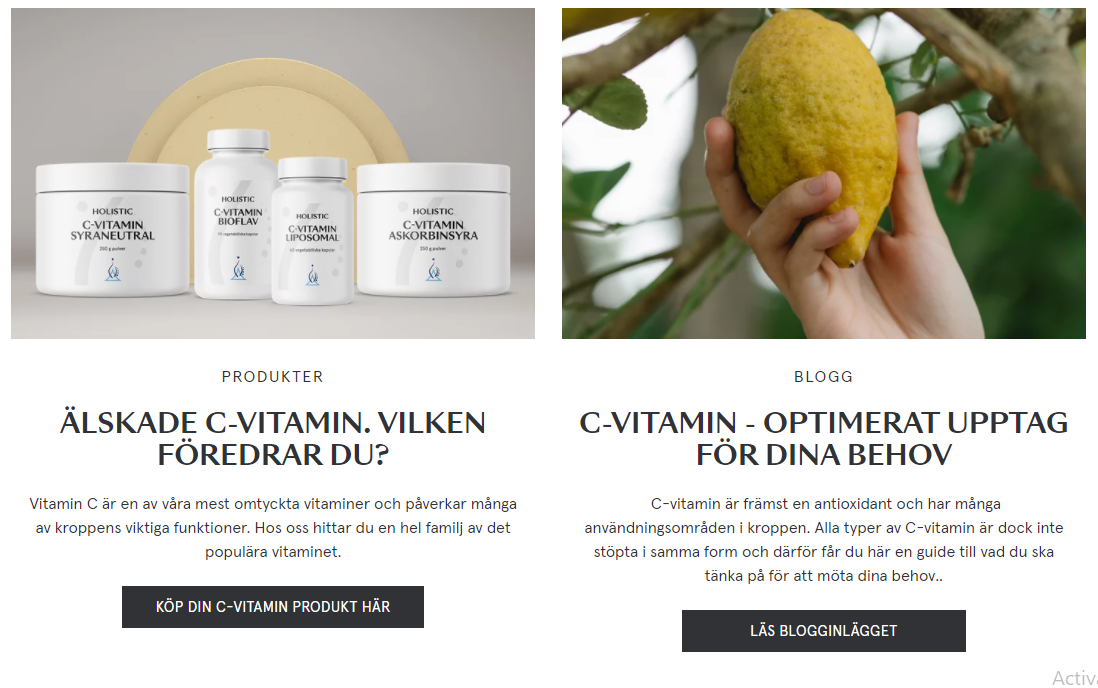 HOLISTIC
C-VITAMIN
SYRANEUTRAL
250 g pulver
HOLISTIC
C-VITAMIN
BIOFLAV
vegetabiliska kapslar
HOLISTIC
C-VITAMIN
LIPOSOMAL
vegetabiliska kapslar
HOLISTIC
C-VITAMIN
ASKORBINSYRA
250 g pulver
PRODUKTER
ÄLSKADE C-VITAMIN. VILKEN
FÖREDRAR DU?
Vitamin C är en av våra mest omtyckta vitaminer och påverkar många
av kroppens viktiga funktioner. Hos oss hittar du en hel familj av det
populära vitaminet.
KÖP DIN C-VITAMIN PRODUKT HÄR
BLOGG
C-VITAMIN - OPTIMERAT UPPTAG
FÖR DINA BEHOV
C-vitamin är främst en antioxidant och har många
användningsområden i kroppen. Alla typer av C-vitamin är dock inte
stöpta i samma form och därför får du här en guide till vad du ska
tänka på för att möta dina behov..
LÄS BLOGGINLÄGGET
Activ